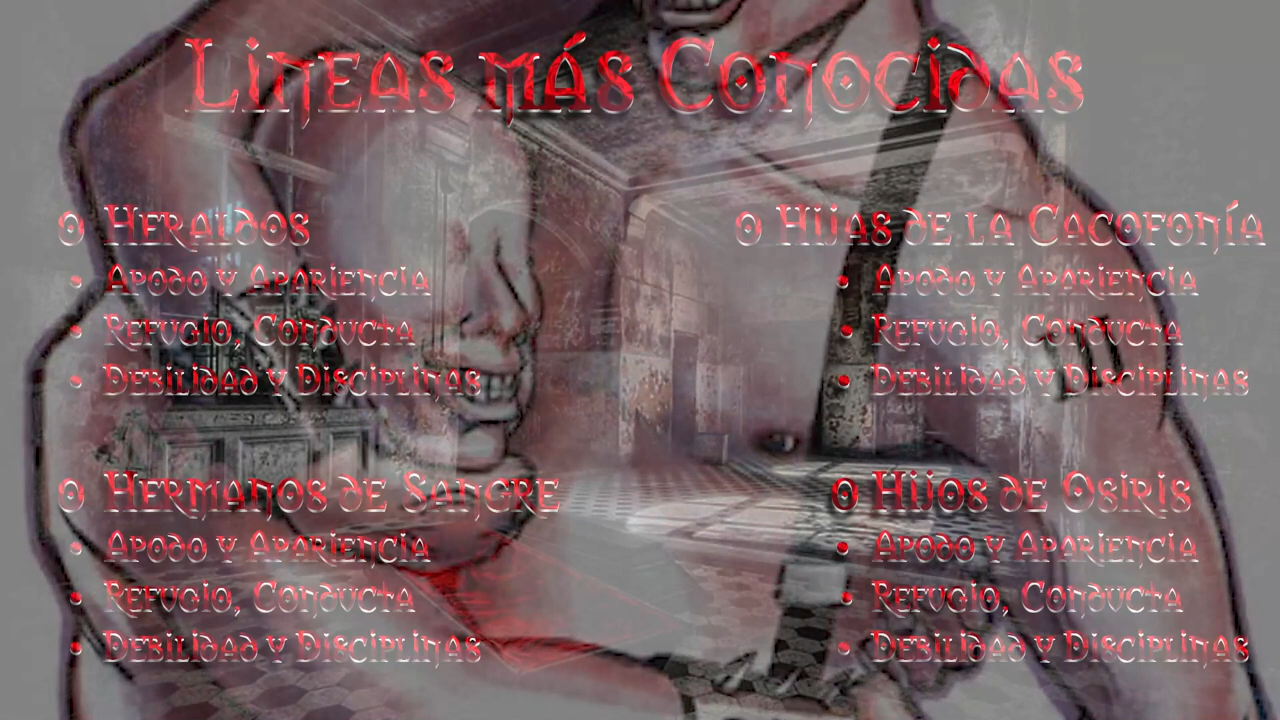 Lineas más Conocidas
o Heraldos
• Apodo y Apariencia
• Refugio, Conducta
• Debilidad y Disciplinas
o Hijas de la Cacofonía
• Apodo y Apariencia
• Refugio, Conducta
• Debilidad y Disciplinas
o Hermanos de Sangre
• Apodo y Apariencia
• Refugio, Conducta
• Debilidad y Disciplinas
o Hijos de Osiris
• Apodo y Apariencia
• Refugio, Conducta
• Debilidad y Disciplinas